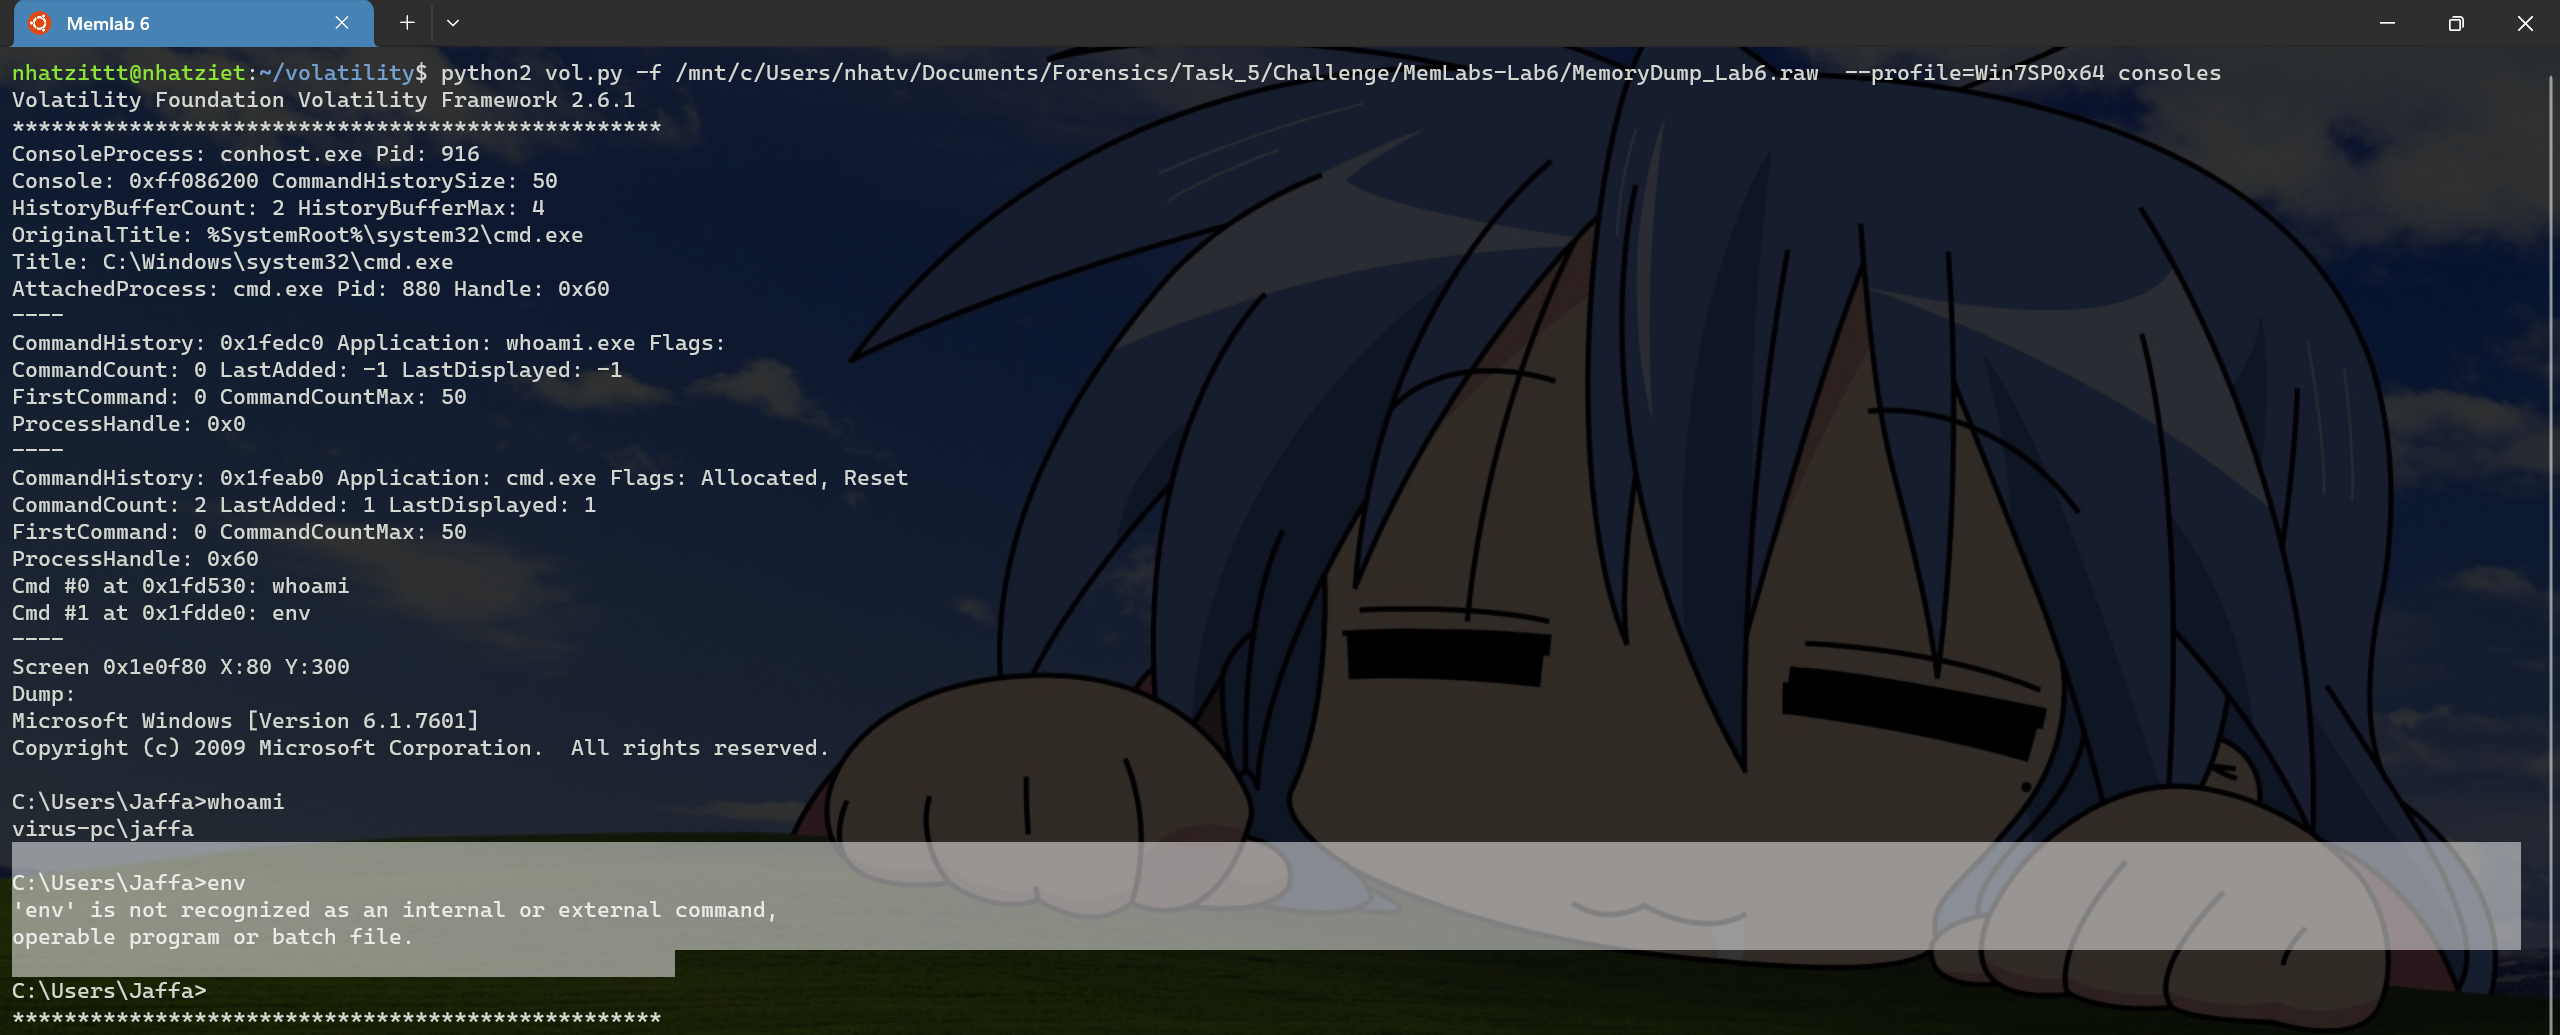 Memlab 6
nhatzittt@nhatziet:~/volatility$ python2 vol.py -f /mnt/c/Users/nhatv/Documents/Forensics/Task_5/Challenge/MemLabs-Lab6/MemoryDump_Lab6.raw  --profile=Win7SP0x64 consoles
Volatility Foundation Volatility Framework 2.6.1
**************************************************
ConsoleProcess: conhost.exe Pid: 916
Console: 0xff086200 CommandHistorySize: 50
HistoryBufferCount: 2 HistoryBufferMax: 4
OriginalTitle: %SystemRoot%\system32\cmd.exe
Title: C:\Windows\system32\cmd.exe
AttachedProcess: cmd.exe Pid: 880 Handle: 0x60
----
CommandHistory: 0x1fedc0 Application: whoami.exe Flags:
CommandCount: 0 LastAdded: -1 LastDisplayed: -1
FirstCommand: 0 CommandCountMax: 50
ProcessHandle: 0x0
----
CommandHistory: 0x1feab0 Application: cmd.exe Flags: Allocated, Reset
CommandCount: 2 LastAdded: 1 LastDisplayed: 1
FirstCommand: 0 CommandCountMax: 50
ProcessHandle: 0x60
Cmd #0 at 0x1fd530: whoami
Cmd #1 at 0x1fdde0: env
----
Screen 0x1e0f80 X:80 Y:300
Dump:
Microsoft Windows [Version 6.1.7601]
Copyright (c) 2009 Microsoft Corporation.  All rights reserved.
C:\Users\Jaffa>whoami
virus-pc\jaffa
C:\Users\Jaffa>env
'env' is not recognized as an internal or external command,
operable program or batch file.
C:\Users\Jaffa>
**************************************************